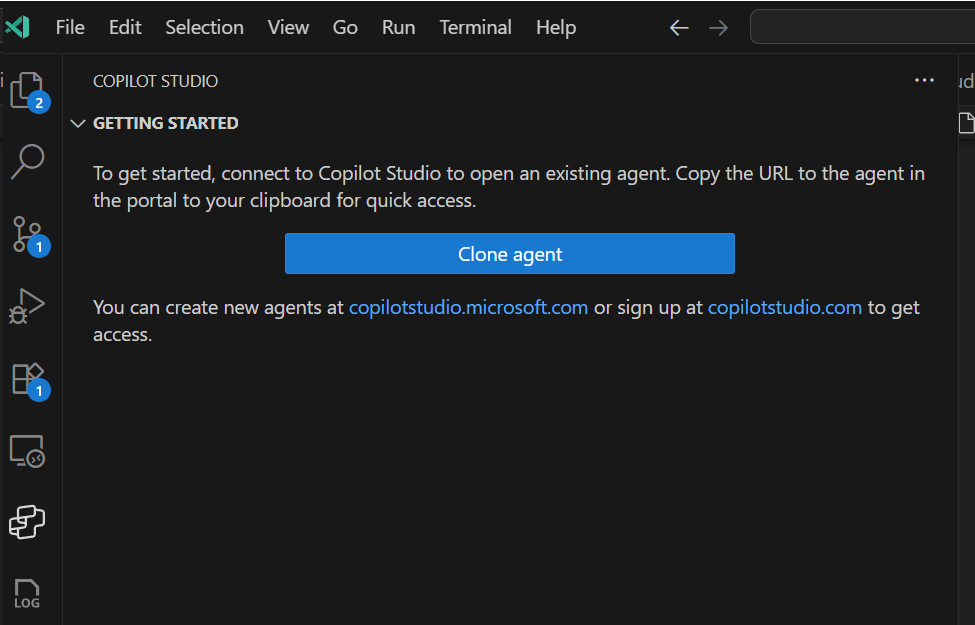 File Edit Selection View Go Run Terminal Help
COPILOT STUDIO
2
GETTING STARTED
To get started, connect to Copilot Studio to open an existing agent. Copy the URL to the agent in
the portal to your clipboard for quick access.
1
Clone agent
You can create new agents at copilotstudio.microsoft.com or sign up at copilotstudio.com to get
access.
1
LOG